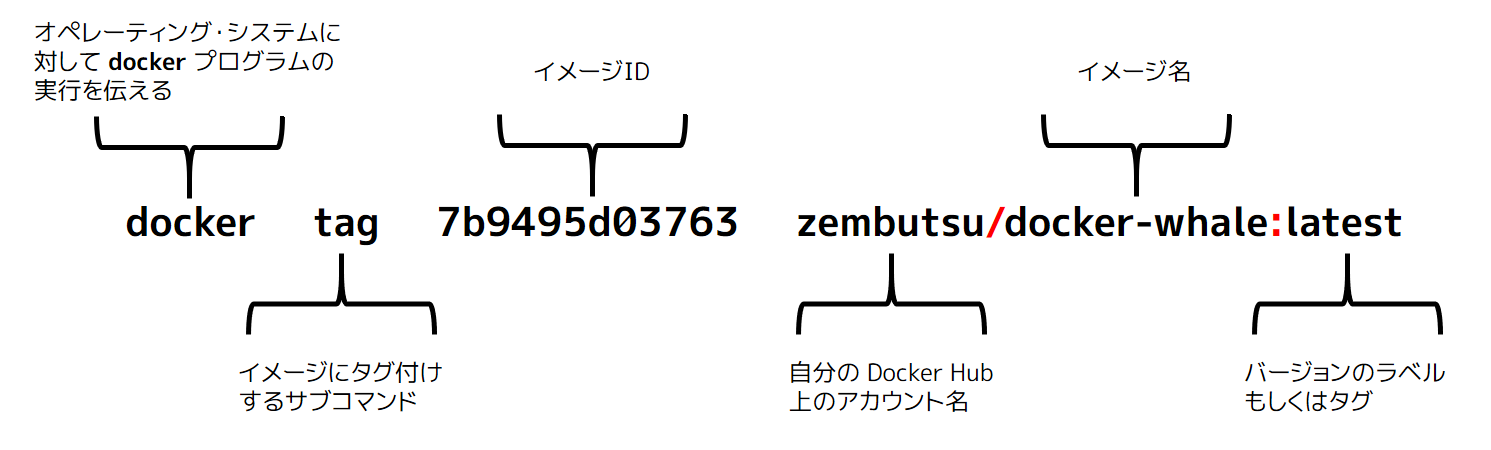 オペレーティング・システムに
対して docker プログラムの
実行を伝える
イメージID
イメージ名
docker tag 7b9495d03763 zembutsu/docker-whale:latest
イメージにタグ付け
するサブコマンド
自分の Docker Hub
上のアカウント名
バージョンのラベル
もしくはタグ